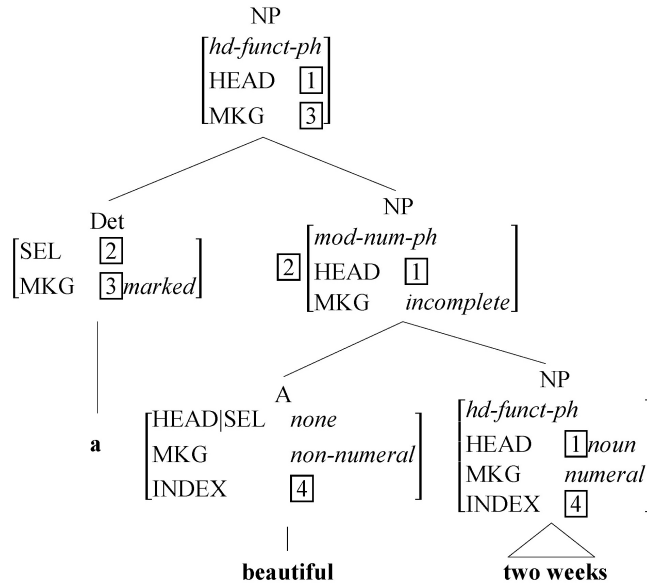 NP
hd-funct-ph
HEAD 1
MKG 3
Det
SEL 2
MKG 3 marked
NP
2
mod-num-ph
HEAD 1
MKG incomplete
a
A
HEAD|SEL none
MKG non-numeral
INDEX 4
beautiful
NP
hd-funct-ph
HEAD 1 noun
MKG numeral
INDEX 4
two weeks